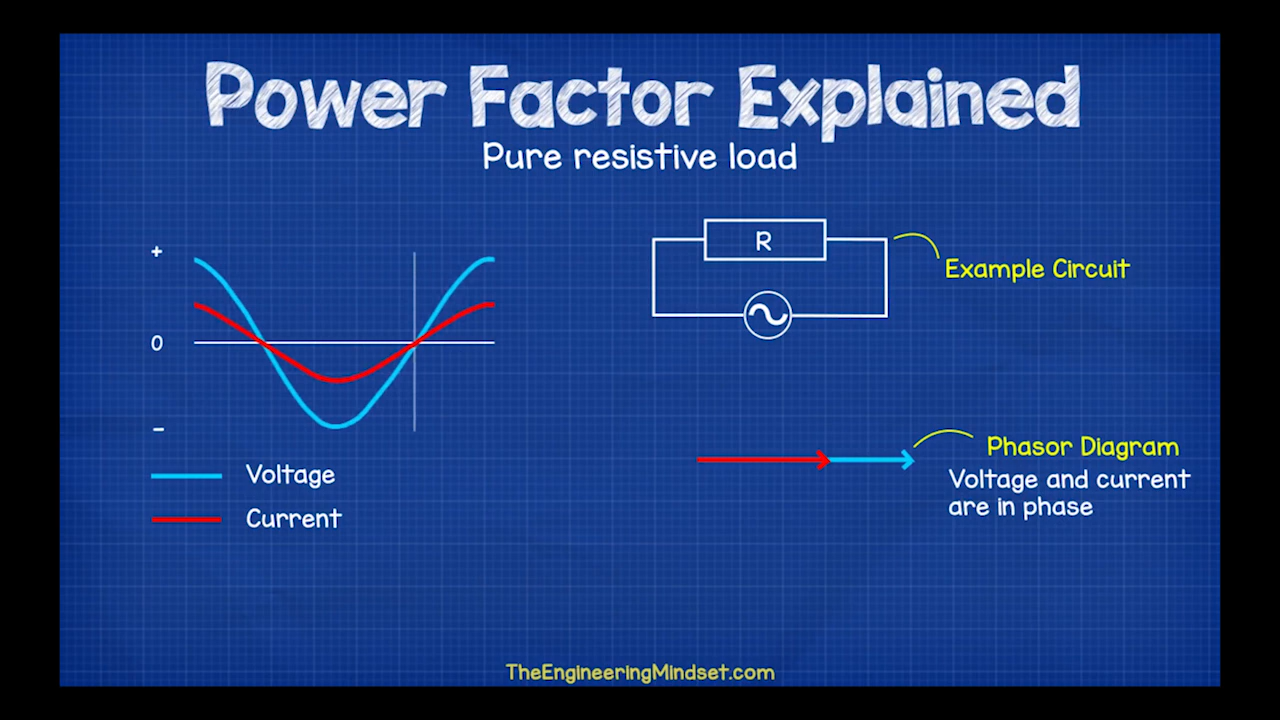 Power Factor Explained
Pure resistive load
+
0
-
Voltage
Current
R
Example Circuit
Phasor Diagram
Voltage and current
are in phase
TheEngineeringMindset.com